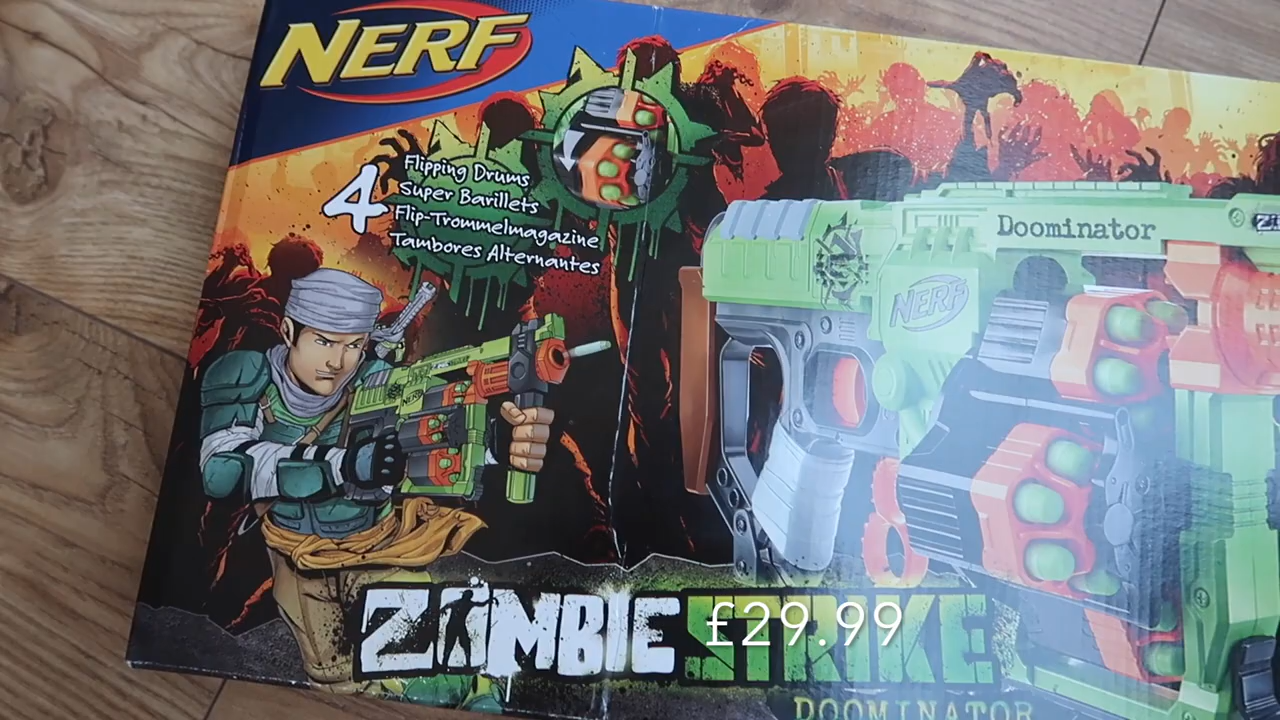 NERF
4
Flipping Drums
Super Barillets
Flip-Trommelmagazine
Tambores Alternantes
Doominator
NERF
ZOMBIE STRIKE
£29.99
DOOMINATOR